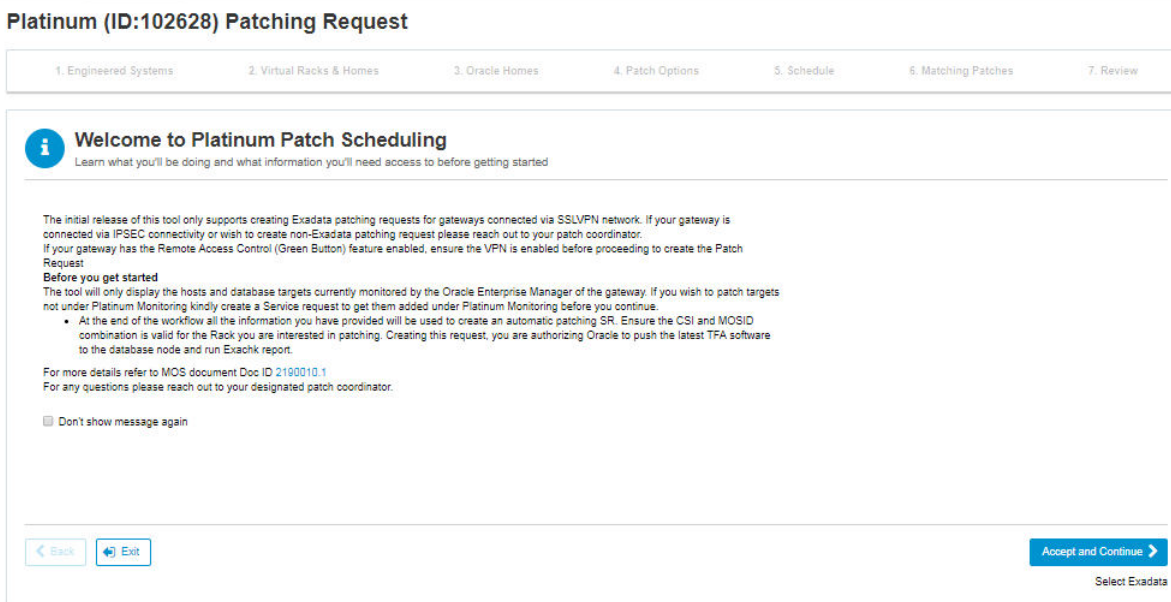 Platinum (ID:102628) Patching Request
1. Engineered Systems 2. Virtual Racks & Homes 3. Oracle Homes 4. Patch Options 5. Schedule 6. Matching Patches 7. Review
Welcome to Platinum Patch Scheduling
Learn what you'll be doing and what information you'll need access to before getting started
The initial release of this tool only supports creating Exadata patching requests for gateways connected via SSLVPN network. If your gateway is
connected via IPSEC connectivity or wish to create non-Exadata patching request please reach out to your patch coordinator.
If your gateway has the Remote Access Control (Green Button) feature enabled, ensure the VPN is enabled before proceeding to create the Patch
Request
Before you get started
The tool will only display the hosts and database targets currently monitored by the Oracle Enterprise Manager of the gateway. If you wish to patch targets
not under Platinum Monitoring kindly create a Service request to get them added under Platinum Monitoring before you continue.
• At the end of the workflow all the information you have provided will be used to create an automatic patching SR. Ensure the CSI and MOSID
combination is valid for the Rack you are interested in patching. Creating this request, you are authorizing Oracle to push the latest TFA software
to the database node and run Exachk report.
For more details refer to MOS document Doc ID 2190010.1
For any questions please reach out to your designated patch coordinator.
Don't show message again
Back Exit Accept and Continue
Select Exadata